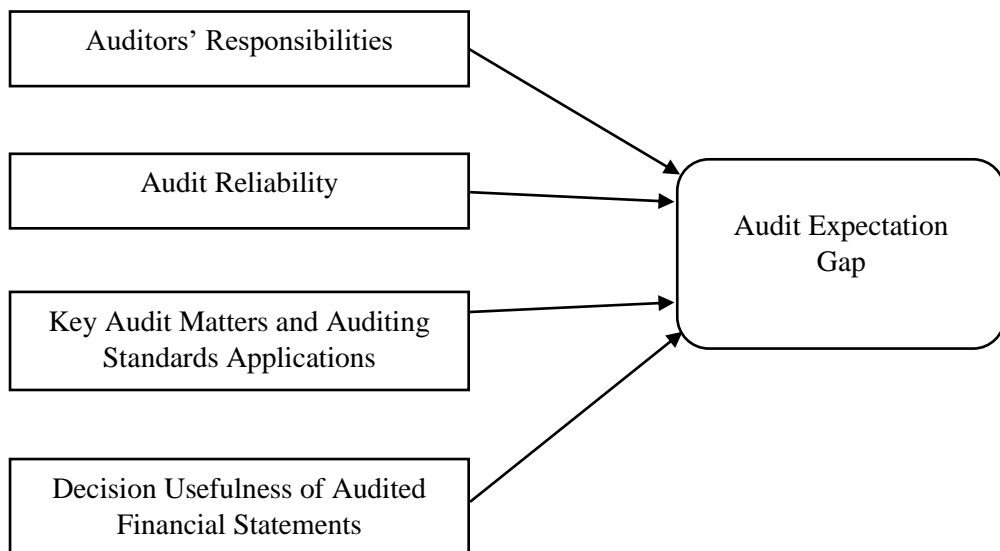 Auditors’ Responsibilities
Audit Reliability
Audit Expectation
Gap
Key Audit Matters and Auditing
Standards Applications
Decision Usefulness of Audited
Financial Statements